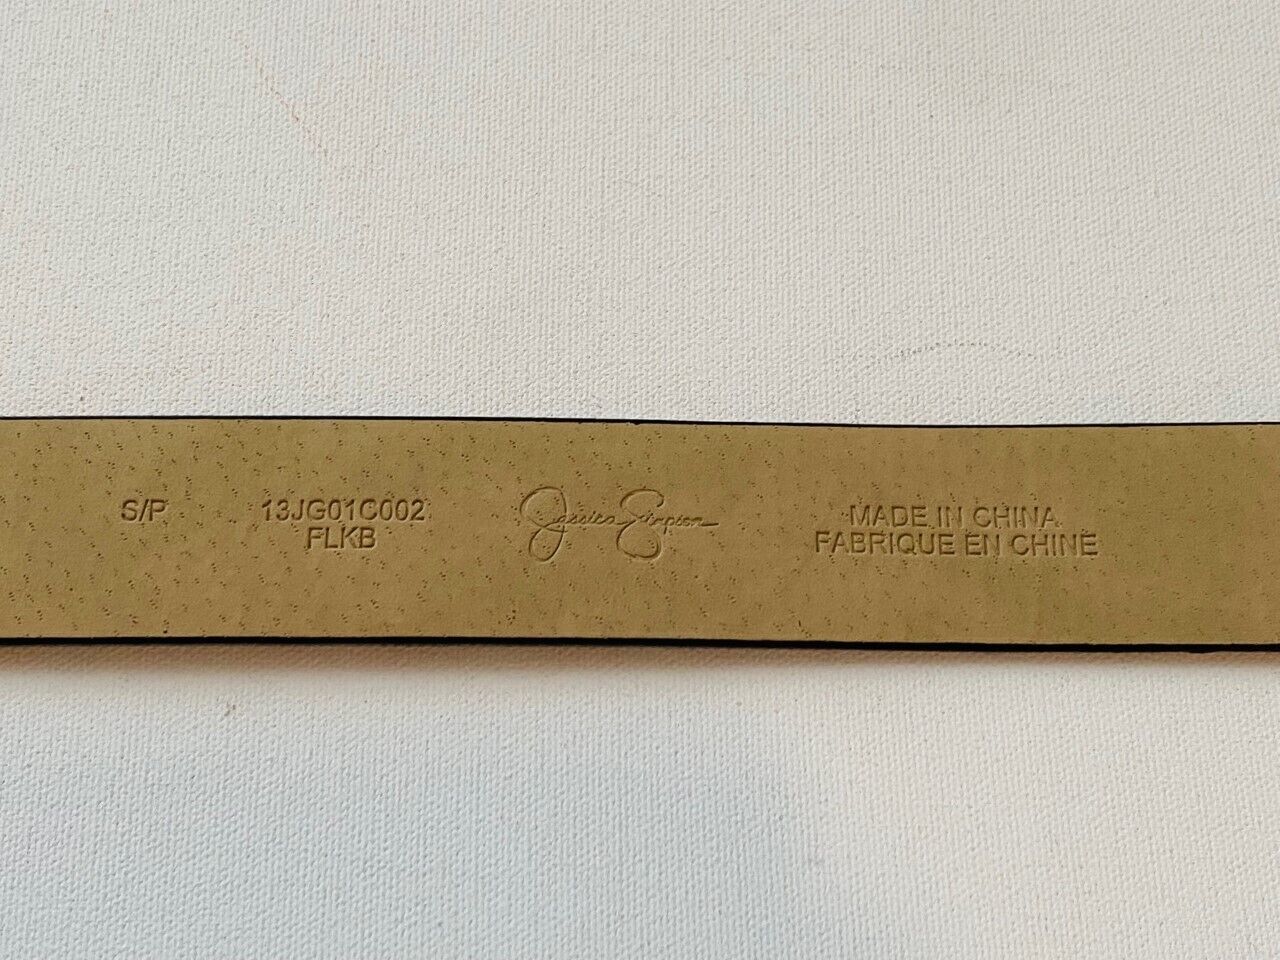 S/P
13JG01C002
FLKB
Jessica Simpson
MADE IN CHINA
FABRIQUE EN CHINE